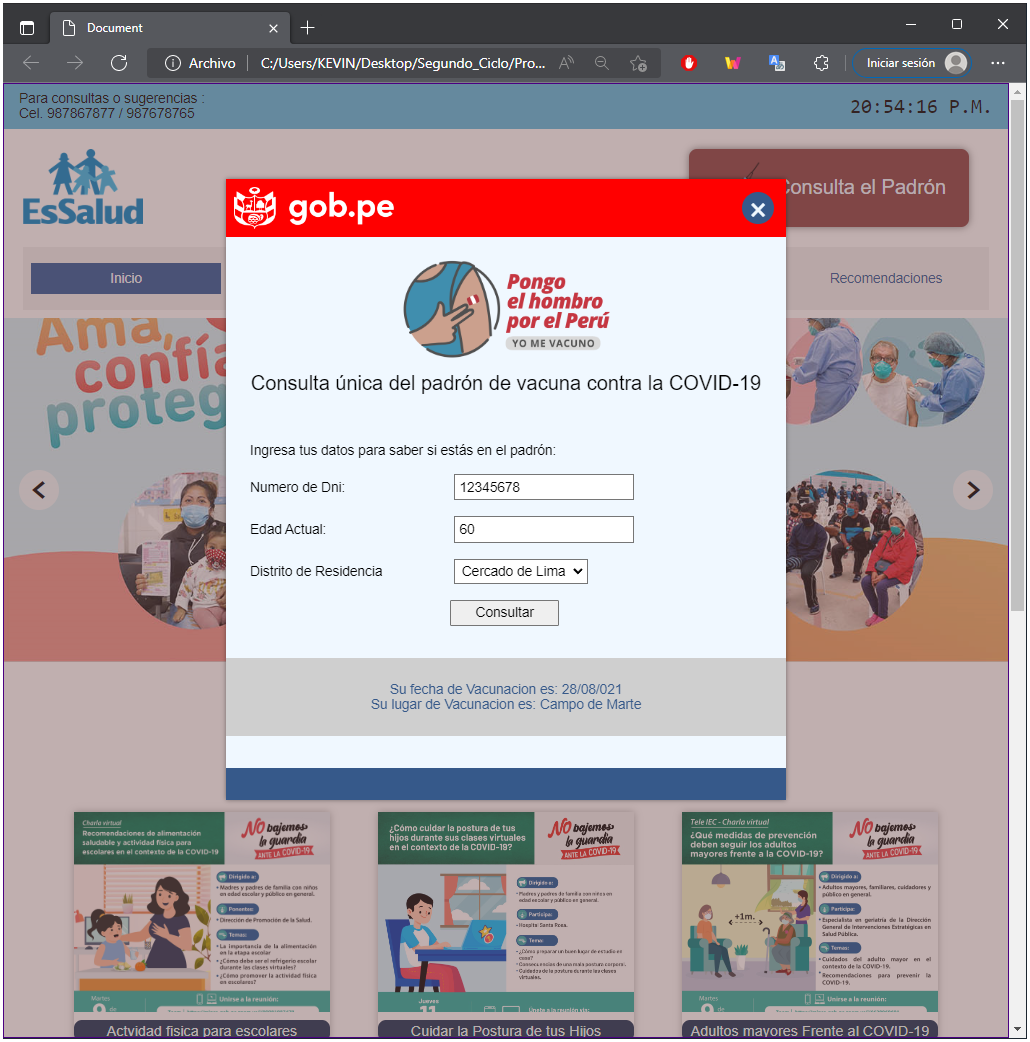 Document
Archivo
C:/Users/KEVIN/Desktop/Segundo_Ciclo/Pro...
Iniciar sesión
Para consultas o sugerencias :
Cel. 987867877 / 987678765
20:54:16 P.M.
EsSalud
Consulta el Padrón
gob.pe
Inicio
Recomendaciones
Ama,
confía
proteg
Pongo
el hombro
por el Perú
YO ME VACUNO
Consulta única del padrón de vacuna contra la COVID-19
Ingresa tus datos para saber si estás en el padrón:
Numero de Dni:
12345678
Edad Actual:
60
Distrito de Residencia
Cercado de Lima
Consultar
Su fecha de Vacunacion es: 28/08/021
Su lugar de Vacunacion es: Campo de Marte
Charla virtual
Recomendaciones de alimentación
saludable y actividad física para
escolares en el contexto de la COVID-19
NO bajemos
la guardia
ANTE LA COVID-19
Dirigido a:
• Madres y padres de familia con niños
en edad escolar y público en general.
Ponentes:
• Dirección de Promoción de la Salud.
Temas:
• La importancia de la alimentación
en la etapa escolar
• ¿Cómo debe ser el refrigerio escolar
durante las clases virtuales?
• ¿Cómo promover la actividad física
en escolares?
Martes
9 de
Unirse a la reunión:
Actvidad fisica para escolares
¿Cómo cuidar la postura de tus
hijos durante sus clases virtuales
en el contexto de la COVID-19?
NO bajemos
la guardia
ANTE LA COVID-19
Dirigido a:
• Padres y madres de familia con niños en
edad escolar y público en general.
Participa:
• Hospital Santa Rosa.
Tema:
• ¿Cómo preparar un buen lugar de estudio en
casa?
• Consecuencias de una mala postura corporal.
• Cuidados de la postura durante las clases
virtuales.
Jueves
11
Únete a la reunión vía:
Cuidar la Postura de tus Hijos
Tele IEC - Charla virtual
¿Qué medidas de prevención
deben seguir los adultos
mayores frente a la COVID-19?
NO bajemos
la guardia
ANTE LA COVID-19
+1m.
Dirigido a:
• Adultos mayores, familiares, cuidadores y
público en general.
Participa:
• Especialista en geriatría de la Dirección
General de Intervenciones Estratégicas en
Salud Pública.
Temas:
• Cuidados del adulto mayor en el
contexto de la COVID-19.
• Recomendaciones para prevenir la
COVID-19.
Martes
9 de
Unirse a la reunión:
Adultos mayores Frente al COVID-19